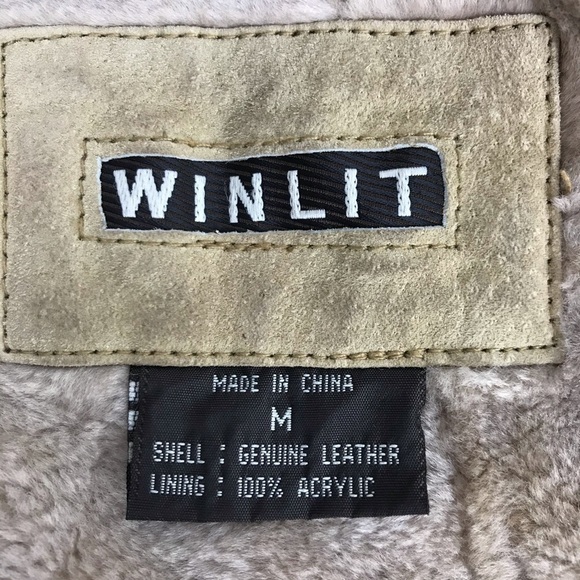 WINLIT
MADE IN CHINA
M
SHELL : GENUINE LEATHER
LINING : 100% ACRYLIC